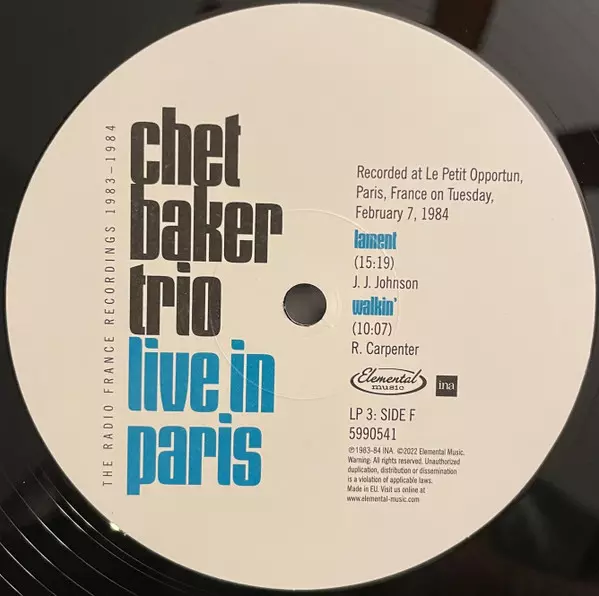 THE RADIO FRANCE RECORDINGS 1983–1984
chet
baker
trio
live in
paris
Recorded at Le Petit Opportun,
Paris, France on Tuesday,
February 7, 1984
lament
(15:19)
J. J. Johnson
walkin'
(10:07)
R. Carpenter
Elemental
music
ina
LP 3: SIDE F
5990541
℗1983-84 INA. ©2022 Elemental Music.
Warning: All rights reserved. Unauthorized
duplication, distribution or dissemination
is a violation of applicable laws.
Made in EU. Visit us online at
www.elemental-music.com